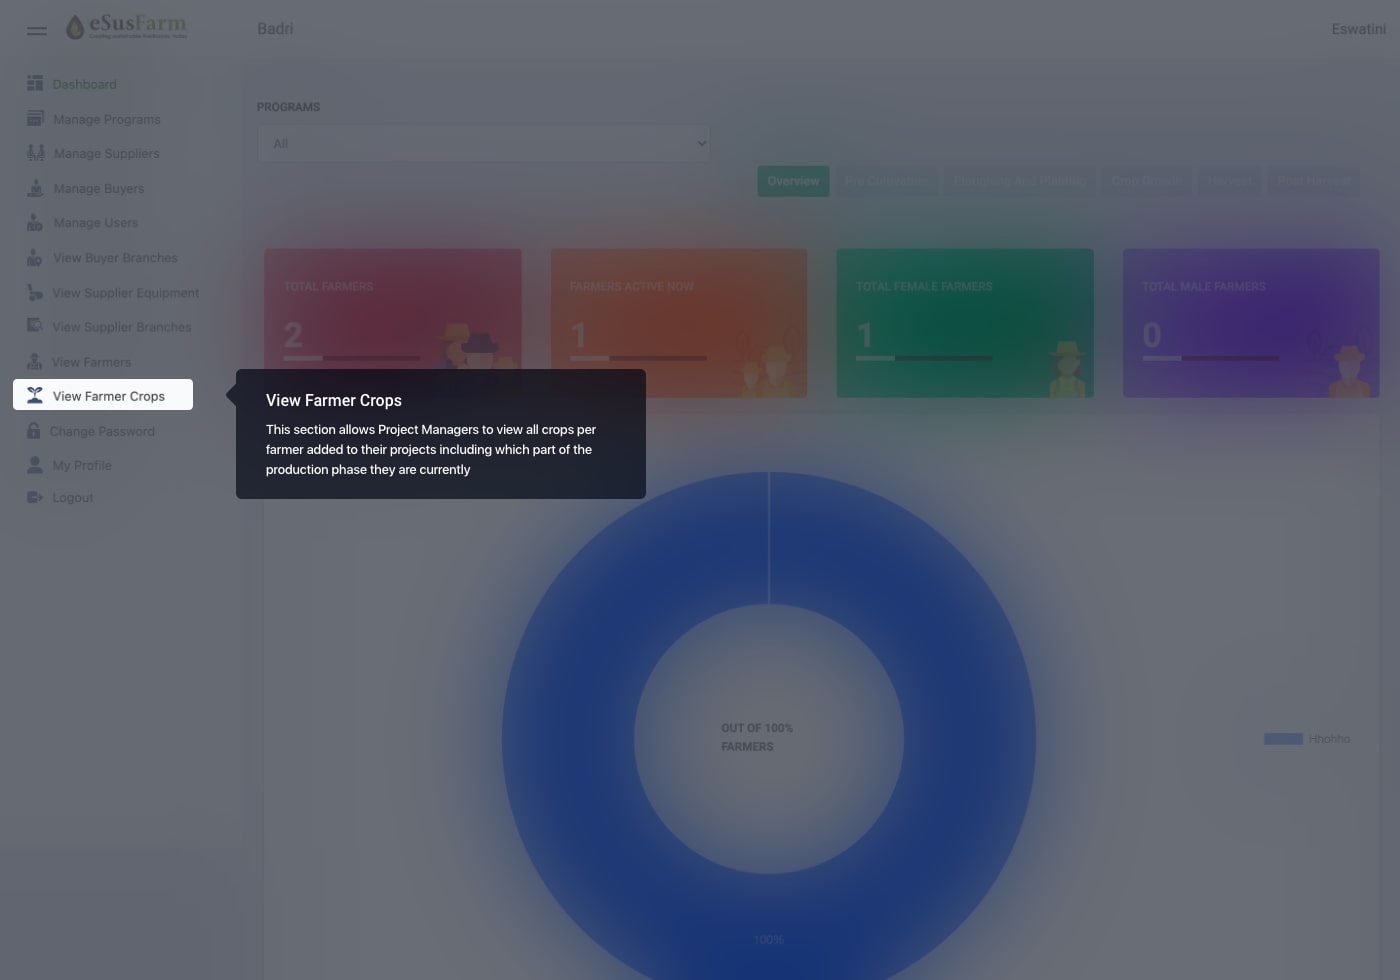 eSusFarm
Badri
Eswatini
Dashboard
Manage Programs
Manage Suppliers
Manage Buyers
Manage Users
View Buyer Branches
View Supplier Equipment
View Supplier Branches
View Farmers
View Farmer Crops
Change Password
My Profile
Logout
PROGRAMS
All
Overview
Pre Cultivation
Ploughing And Planting
Crop Growth
Harvest
Post Harvest
TOTAL FARMERS
2
FARMERS ACTIVE NOW
1
TOTAL FEMALE FARMERS
1
TOTAL MALE FARMERS
0
View Farmer Crops
This section allows Project Managers to view all crops per
farmer added to their projects including which part of the
production phase they are currently
OUT OF 100%
FARMERS
Hhohho
100%